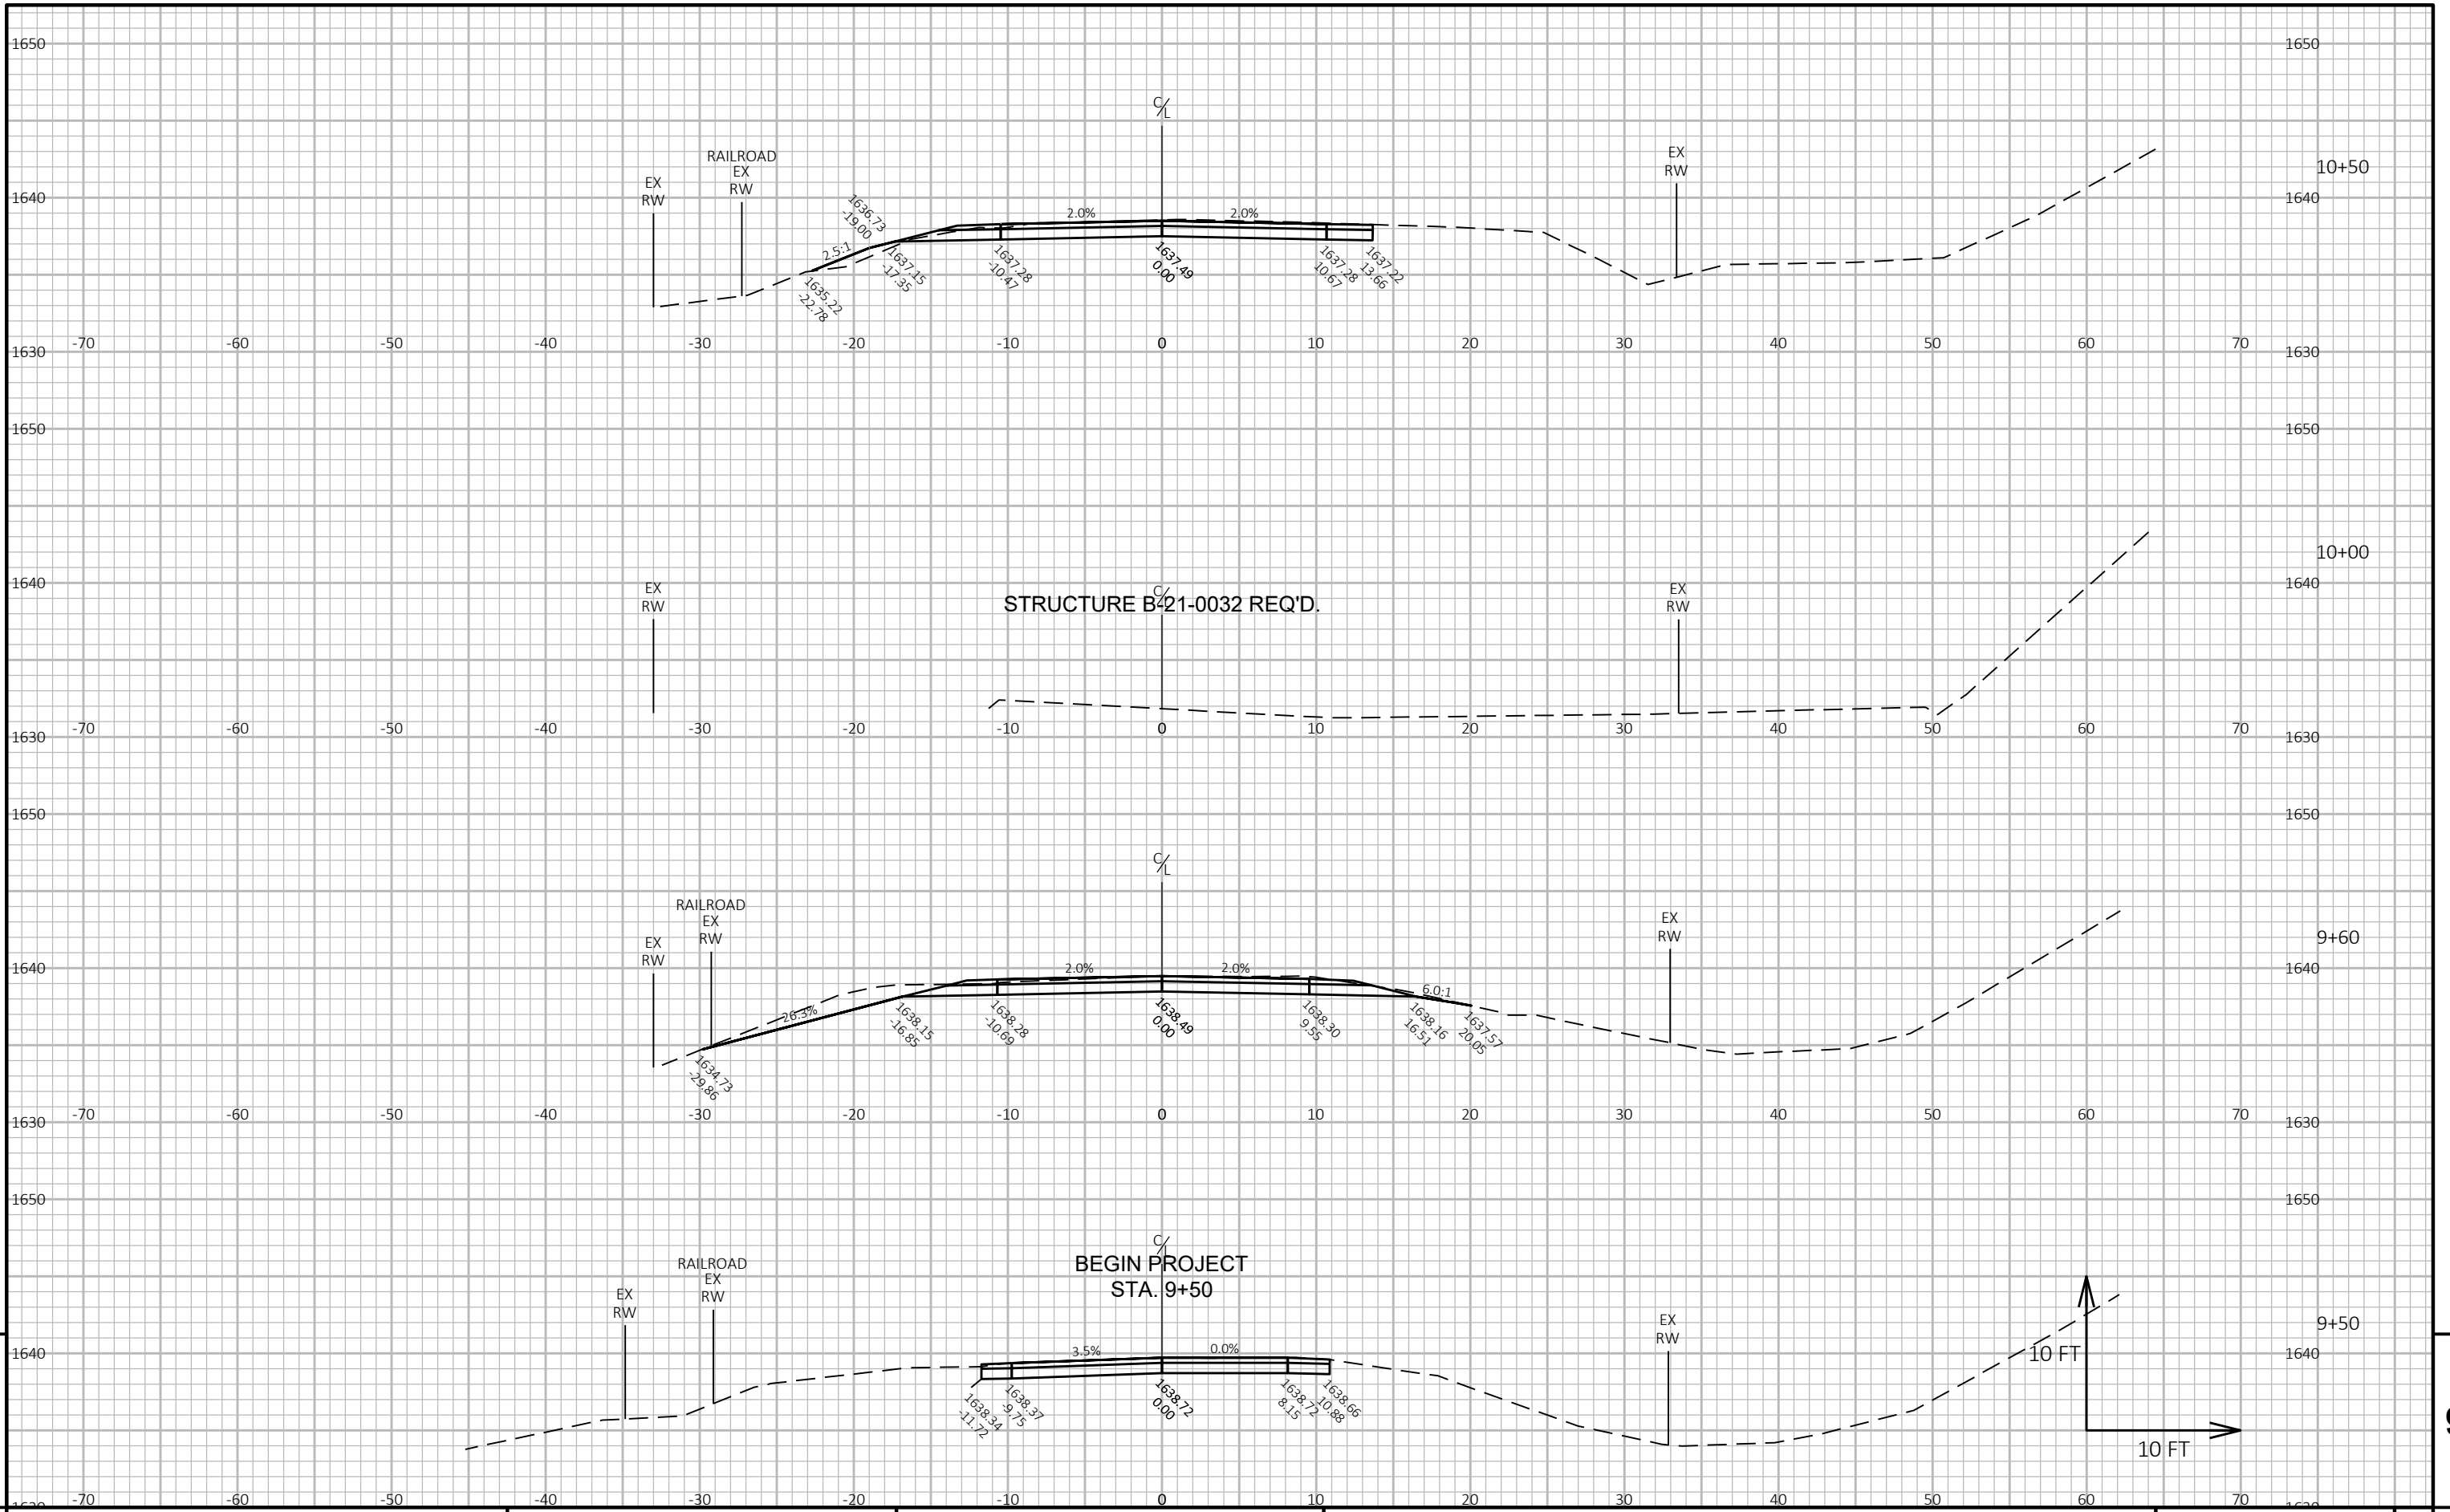 1650 1650
C/L
RAILROAD
EX
RW
EX
RW
EX
RW
10+50
1640 1640
1636.73
-19.00
2.5:1
2.0% 2.0%
1635.22
-22.78
1637.15
-17.35
1637.28
-10.47
1637.49
0.00
1637.28
10.67
1637.22
13.66
1630 -70 -60 -50 -40 -30 -20 -10 0 10 20 30 40 50 60 70 1630
1650 1650
10+00
1640 1640
EX
RW
C/L
STRUCTURE B-21-0032 REQ'D.
EX
RW
1630 -70 -60 -50 -40 -30 -20 -10 0 10 20 30 40 50 60 70 1630
1650 1650
C/L
RAILROAD
EX
RW
EX
RW
EX
RW
9+60
1640 1640
2.0% 2.0%
26.3%
6.0:1
1634.73
-29.86
1638.15
-16.85
1638.28
-10.69
1638.49
0.00
1638.30
9.55
1638.16
16.51
1637.57
20.05
1630 -70 -60 -50 -40 -30 -20 -10 0 10 20 30 40 50 60 70 1630
1650 1650
C/L
BEGIN PROJECT
STA. 9+50
RAILROAD
EX
RW
EX
RW
EX
RW
9+50
1640 1640
3.5% 0.0%
10 FT
10 FT
1638.34
-11.72
1638.37
-9.75
1638.72
0.00
1638.72
8.15
1638.66
10.88
1630 -70 -60 -50 -40 -30 -20 -10 0 10 20 30 40 50 60 70 1630
9